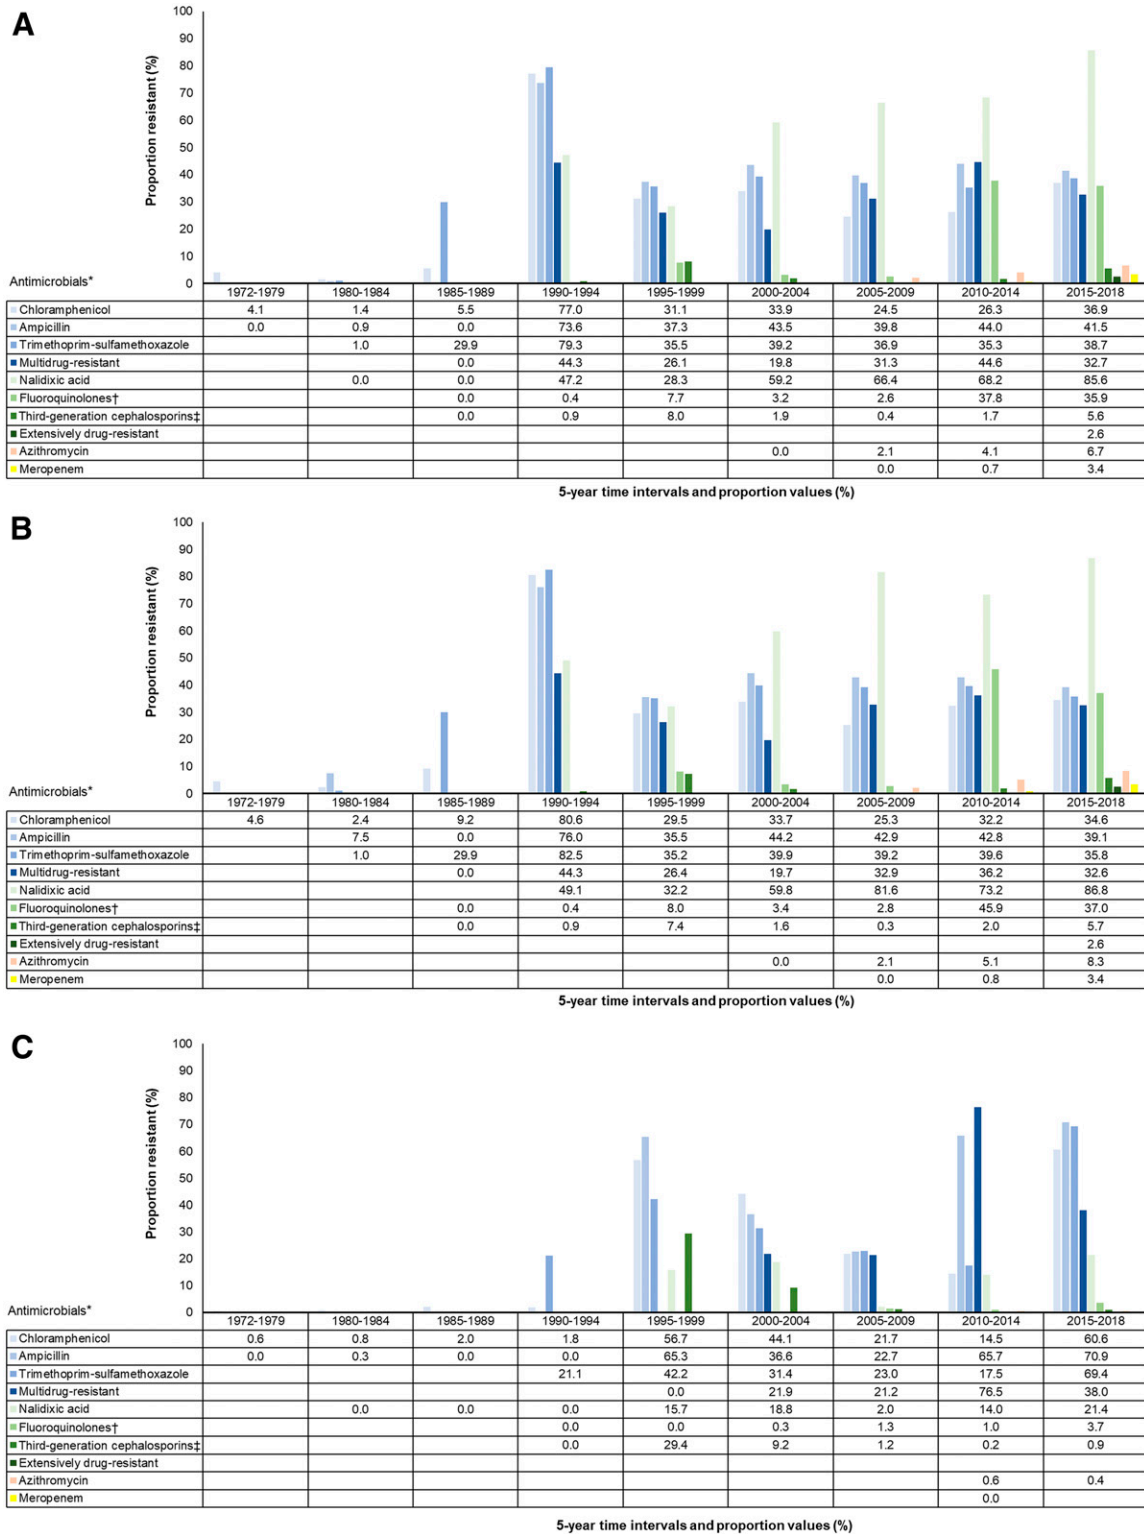 A
100
90
80
70
60
50
40
30
20
10
0
Proportion resistant (%)
Antimicrobials* 1972-1979 1980-1984 1985-1989 1990-1994 1995-1999 2000-2004 2005-2009 2010-2014 2015-2018
Chloramphenicol 4.1 1.4 5.5 77.0 31.1 33.9 24.5 26.3 36.9
Ampicillin 0.0 0.9 0.0 73.6 37.3 43.5 39.8 44.0 41.5
Trimethoprim-sulfamethoxazole 1.0 29.9 79.3 35.5 39.2 36.9 35.3 38.7
Multidrug-resistant 0.0 44.3 26.1 19.8 31.3 44.6 32.7
Nalidixic acid 0.0 0.0 47.2 28.3 59.2 66.4 68.2 85.6
Fluoroquinolones† 0.0 0.4 7.7 3.2 2.6 37.8 35.9
Third-generation cephalosporins‡ 0.0 0.9 8.0 1.9 0.4 1.7 5.6
Extensively drug-resistant 2.6
Azithromycin 0.0 2.1 4.1 6.7
Meropenem 0.0 0.7 3.4
5-year time intervals and proportion values (%)
B
100
90
80
70
60
50
40
30
20
10
0
Proportion resistant (%)
Antimicrobials* 1972-1979 1980-1984 1985-1989 1990-1994 1995-1999 2000-2004 2005-2009 2010-2014 2015-2018
Chloramphenicol 4.6 2.4 9.2 80.6 29.5 33.7 25.3 32.2 34.6
Ampicillin 7.5 0.0 76.0 35.5 44.2 42.9 42.8 39.1
Trimethoprim-sulfamethoxazole 1.0 29.9 82.5 35.2 39.9 39.2 39.6 35.8
Multidrug-resistant 0.0 44.3 26.4 19.7 32.9 36.2 32.6
Nalidixic acid 49.1 32.2 59.8 81.6 73.2 86.8
Fluoroquinolones† 0.0 0.4 8.0 3.4 2.8 45.9 37.0
Third-generation cephalosporins‡ 0.0 0.9 7.4 1.6 0.3 2.0 5.7
Extensively drug-resistant 2.6
Azithromycin 0.0 2.1 5.1 8.3
Meropenem 0.0 0.8 3.4
5-year time intervals and proportion values (%)
C
100
90
80
70
60
50
40
30
20
10
0
Proportion resistant (%)
Antimicrobials* 1972-1979 1980-1984 1985-1989 1990-1994 1995-1999 2000-2004 2005-2009 2010-2014 2015-2018
Chloramphenicol 0.6 0.8 2.0 1.8 56.7 44.1 21.7 14.5 60.6
Ampicillin 0.0 0.3 0.0 0.0 65.3 36.6 22.7 65.7 70.9
Trimethoprim-sulfamethoxazole 21.1 42.2 31.4 23.0 17.5 69.4
Multidrug-resistant 0.0 21.9 21.2 76.5 38.0
Nalidixic acid 0.0 0.0 0.0 15.7 18.8 2.0 14.0 21.4
Fluoroquinolones† 0.0 0.0 0.3 1.3 1.0 3.7
Third-generation cephalosporins‡ 0.0 29.4 9.2 1.2 0.2 0.9
Extensively drug-resistant
Azithromycin 0.6 0.4
Meropenem 0.0
5-year time intervals and proportion values (%)